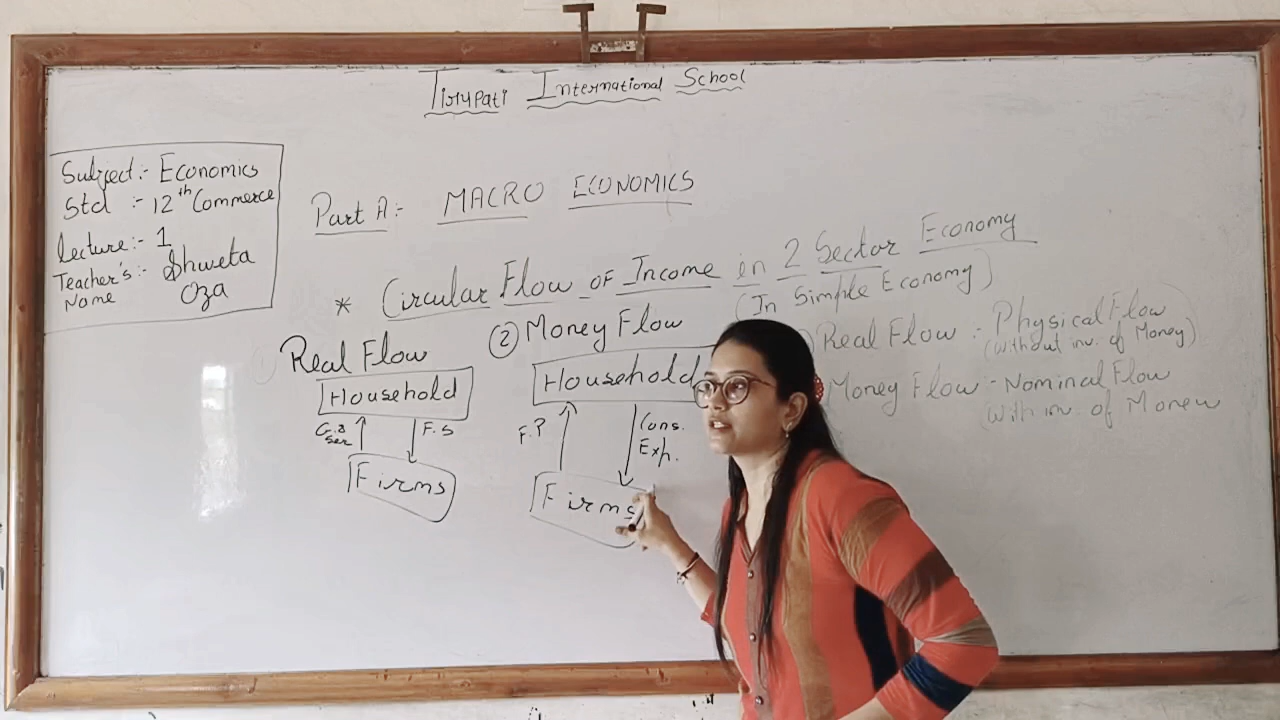 Tirupati International School
Subject:- Economics
Std :- 12th Commerce
Lecture:- 1
Teacher's:- Shweta
Name Oza
Part A:- MACRO ECONOMICS
* Circular Flow of Income in 2 Sector Economy
(In Simple Economy)
① Real Flow
Household
G.& Ser
F.S
Firms
② Money Flow
Household
F.P
Cons. Exp.
Firms
Real Flow - Physical Flow
(Without inv. of Money)
Money Flow - Nominal Flow
(With inv. of Money